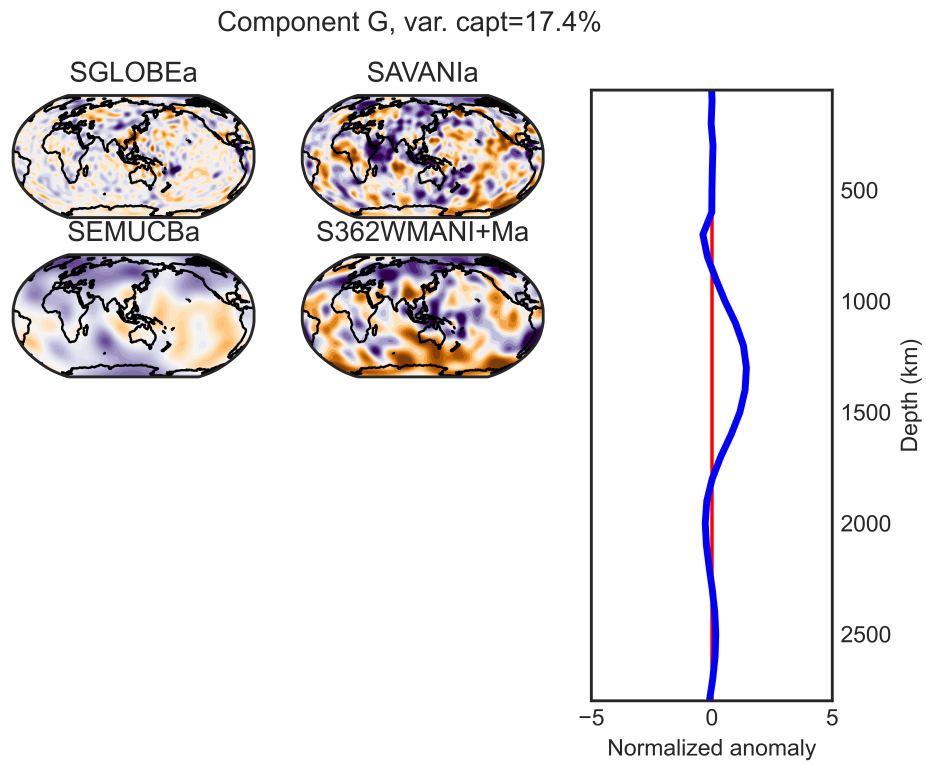 Component G, var. capt=17.4%
SGLOBEa
SAVANIa
SEMUCBa
S362WMANI+Ma
500
1000
1500
2000
2500
Depth (km)
−5
0
5
Normalized anomaly